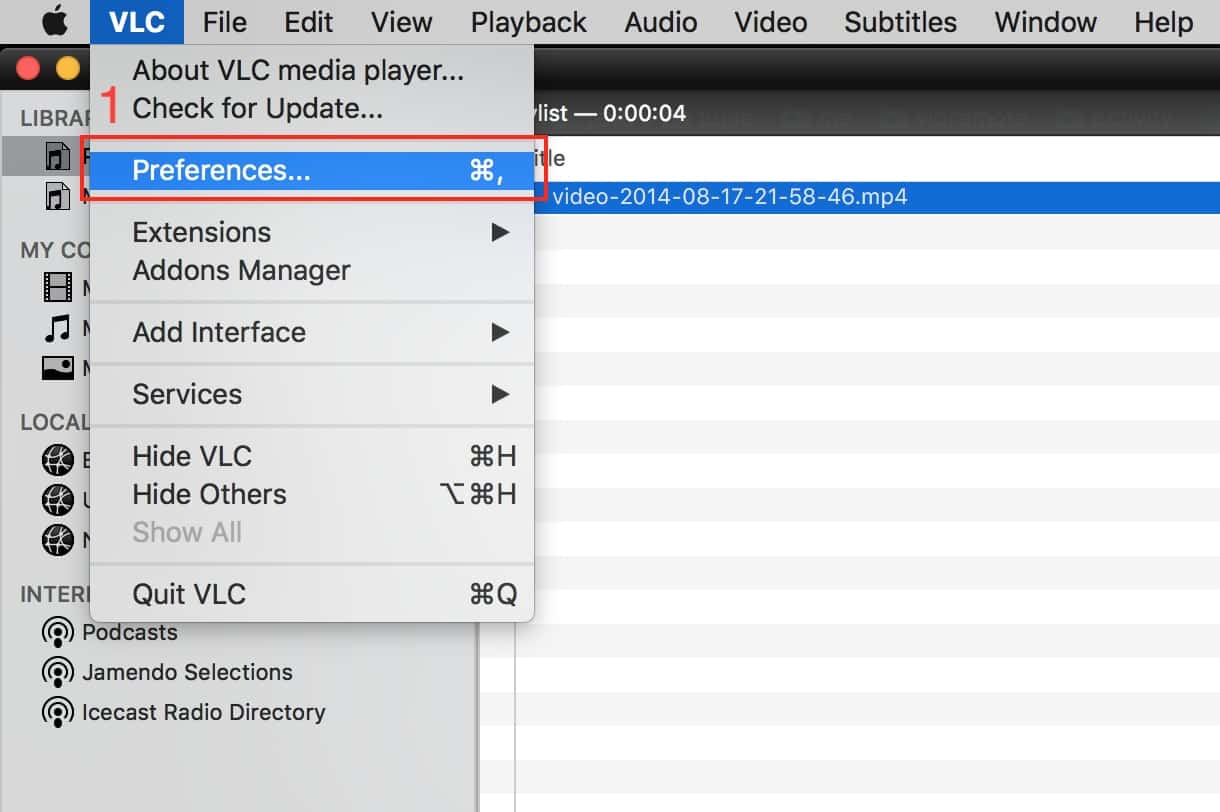 VLC File Edit View Playback Audio Video Subtitles Window Help
About VLC media player...
1 Check for Update...
Preferences... ⌘,
Extensions ▶
Addons Manager
Add Interface ▶
Services ▶
Hide VLC ⌘H
Hide Others ⌥⌘H
Show All
Quit VLC ⌘Q
LIBRAR
MY CO
LOCAL
INTER
Podcasts
Jamendo Selections
Icecast Radio Directory
ylist — 0:00:04
itle
video-2014-08-17-21-58-46.mp4